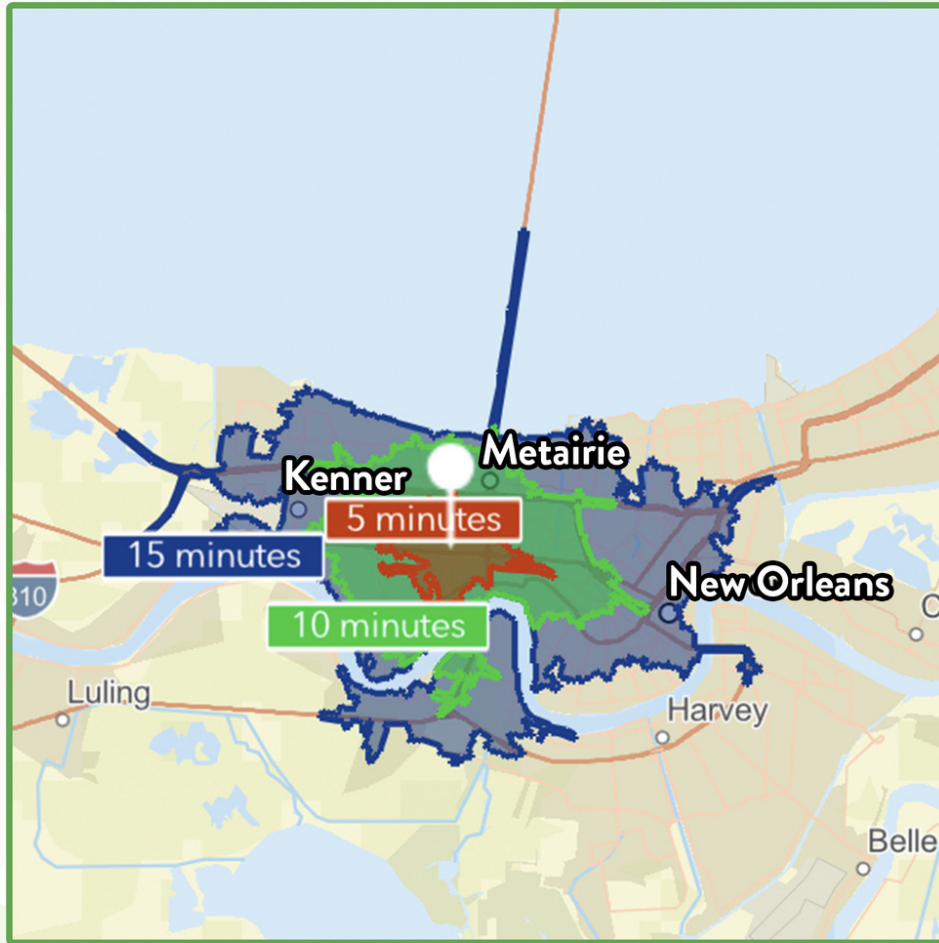 Metairie
Kenner
5 minutes
15 minutes
New Orleans
310
10 minutes
Luling
Harvey
Belle